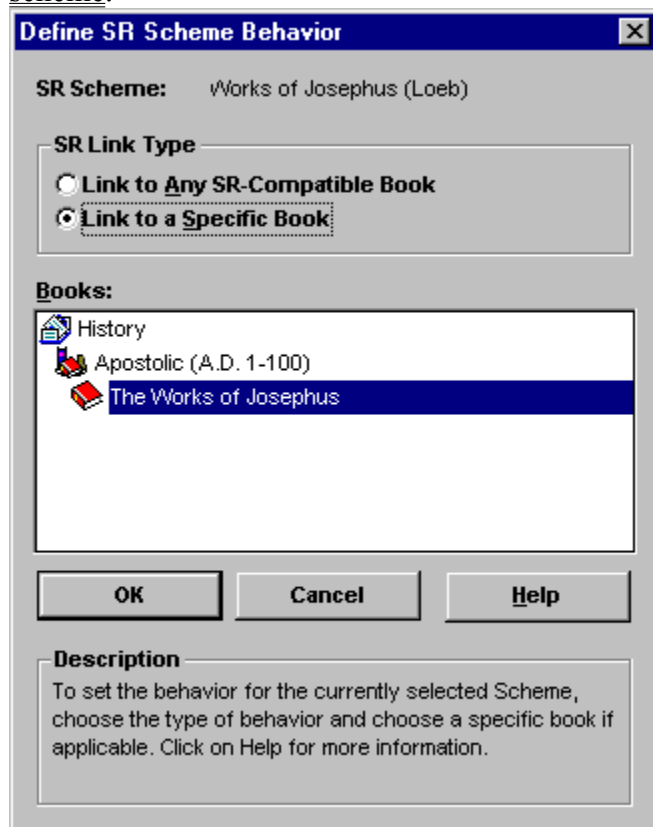 scheme.
Define SR Scheme Behavior
SR Scheme: Works of Josephus (Loeb)
SR Link Type
Link to Any SR-Compatible Book
Link to a Specific Book
Books:
History
Apostolic (A.D. 1-100)
The Works of Josephus
OK Cancel Help
Description
To set the behavior for the currently selected Scheme,
choose the type of behavior and choose a specific book if
applicable. Click on Help for more information.